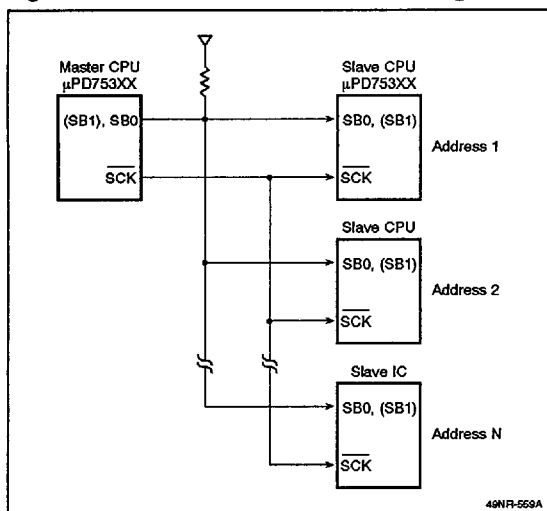 Master CPU
μPD753XX
(SB1), SB0
SCK
Slave CPU
μPD753XX
SB0, (SB1)
SCK
Address 1
Slave CPU
SB0, (SB1)
SCK
Address 2
Slave IC
SB0, (SB1)
SCK
Address N
49NR-559A